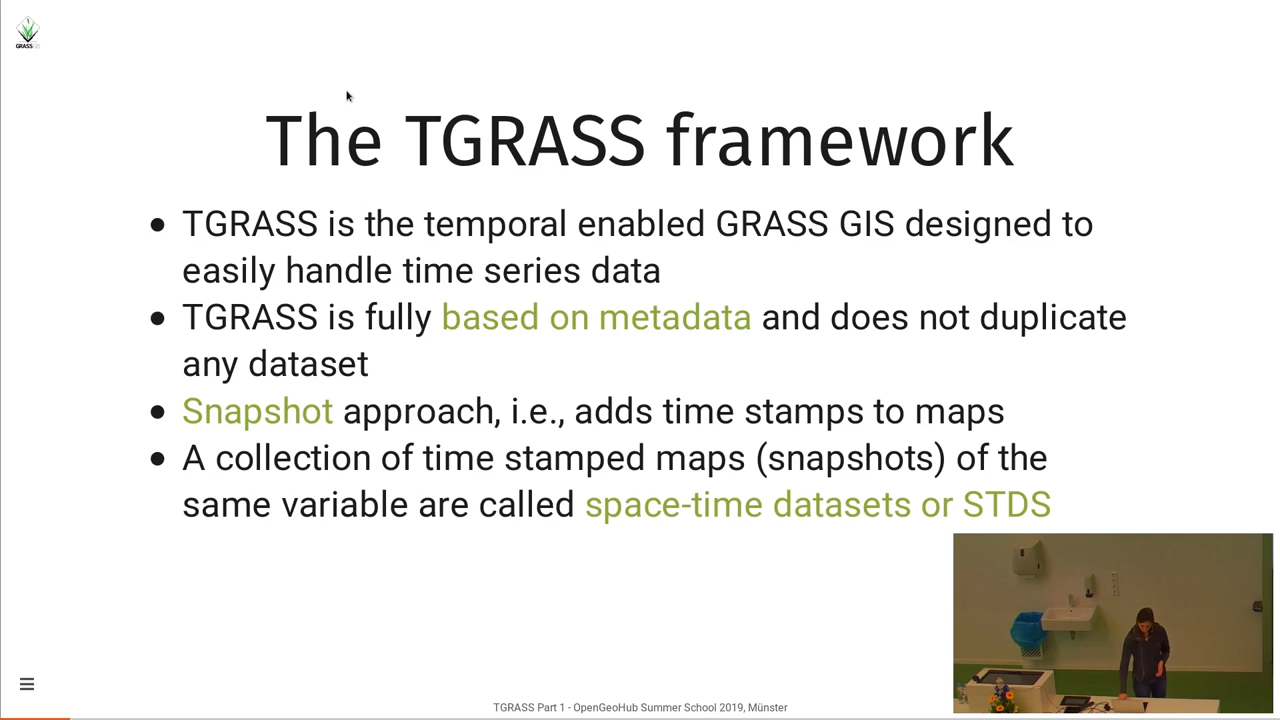 GRASS GIS
The TGRASS framework
TGRASS is the temporal enabled GRASS GIS designed to
easily handle time series data
TGRASS is fully based on metadata and does not duplicate
any dataset
Snapshot approach, i.e., adds time stamps to maps
A collection of time stamped maps (snapshots) of the
same variable are called space-time datasets or STDS
TGRASS Part 1 - OpenGeoHub Summer School 2019, Münster